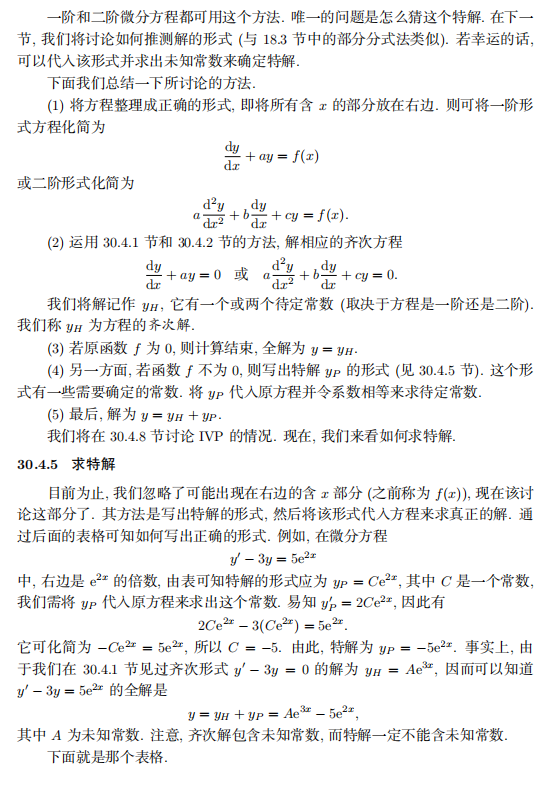 一阶和二阶微分方程都可用这个方法. 唯一的问题是怎么猜这个特解. 在下一
节, 我们将讨论如何推测解的形式 (与 18.3 节中的部分分式法类似). 若幸运的话,
可以代入该形式并求出未知常数来确定特解.
下面我们总结一下所讨论的方法.
(1) 将方程整理成正确的形式, 即将所有含 x 的部分放在右边. 则可将一阶形
式方程化简为
dy/dx + ay = f(x)
或二阶形式化简为
a d²y/dx² + b dy/dx + cy = f(x).
(2) 运用 30.4.1 节和 30.4.2 节的方法, 解相应的齐次方程
dy/dx + ay = 0 或 a d²y/dx² + b dy/dx + cy = 0.
我们将解记作 y_H, 它有一个或两个待定常数 (取决于方程是一阶还是二阶).
我们称 y_H 为方程的齐次解.
(3) 若原函数 f 为 0, 则计算结束, 全解为 y = y_H.
(4) 另一方面, 若函数 f 不为 0, 则写出特解 y_P 的形式 (见 30.4.5 节). 这个形
式有一些需要确定的常数. 将 y_P 代入原方程并令系数相等来求待定常数.
(5) 最后, 解为 y = y_H + y_P.
我们将在 30.4.8 节讨论 IVP 的情况. 现在, 我们来看如何求特解.
30.4.5 求特解
目前为止, 我们忽略了可能出现在右边的含 x 部分 (之前称为 f(x)), 现在该讨
论这部分了. 其方法是写出特解的形式, 然后将该形式代入方程来求真正的解. 通
过后面的表格可知如何写出正确的形式. 例如, 在微分方程
y′ − 3y = 5e^{2x}
中, 右边是 e^{2x} 的倍数, 由表可知特解的形式应为 y_P = Ce^{2x}, 其中 C 是一个常数,
我们需将 y_P 代入原方程来求出这个常数. 易知 y′_P = 2Ce^{2x}, 因此有
2Ce^{2x} − 3(Ce^{2x}) = 5e^{2x}.
它可化简为 −Ce^{2x} = 5e^{2x}, 所以 C = −5. 由此, 特解为 y_P = −5e^{2x}. 事实上, 由
于我们在 30.4.1 节见过齐次形式 y′ − 3y = 0 的解为 y_H = Ae^{3x}, 因而可以知道
y′ − 3y = 5e^{2x} 的全解是
y = y_H + y_P = Ae^{3x} − 5e^{2x},
其中 A 为未知常数. 注意, 齐次解包含未知常数, 而特解一定不能含未知常数.
下面就是那个表格.